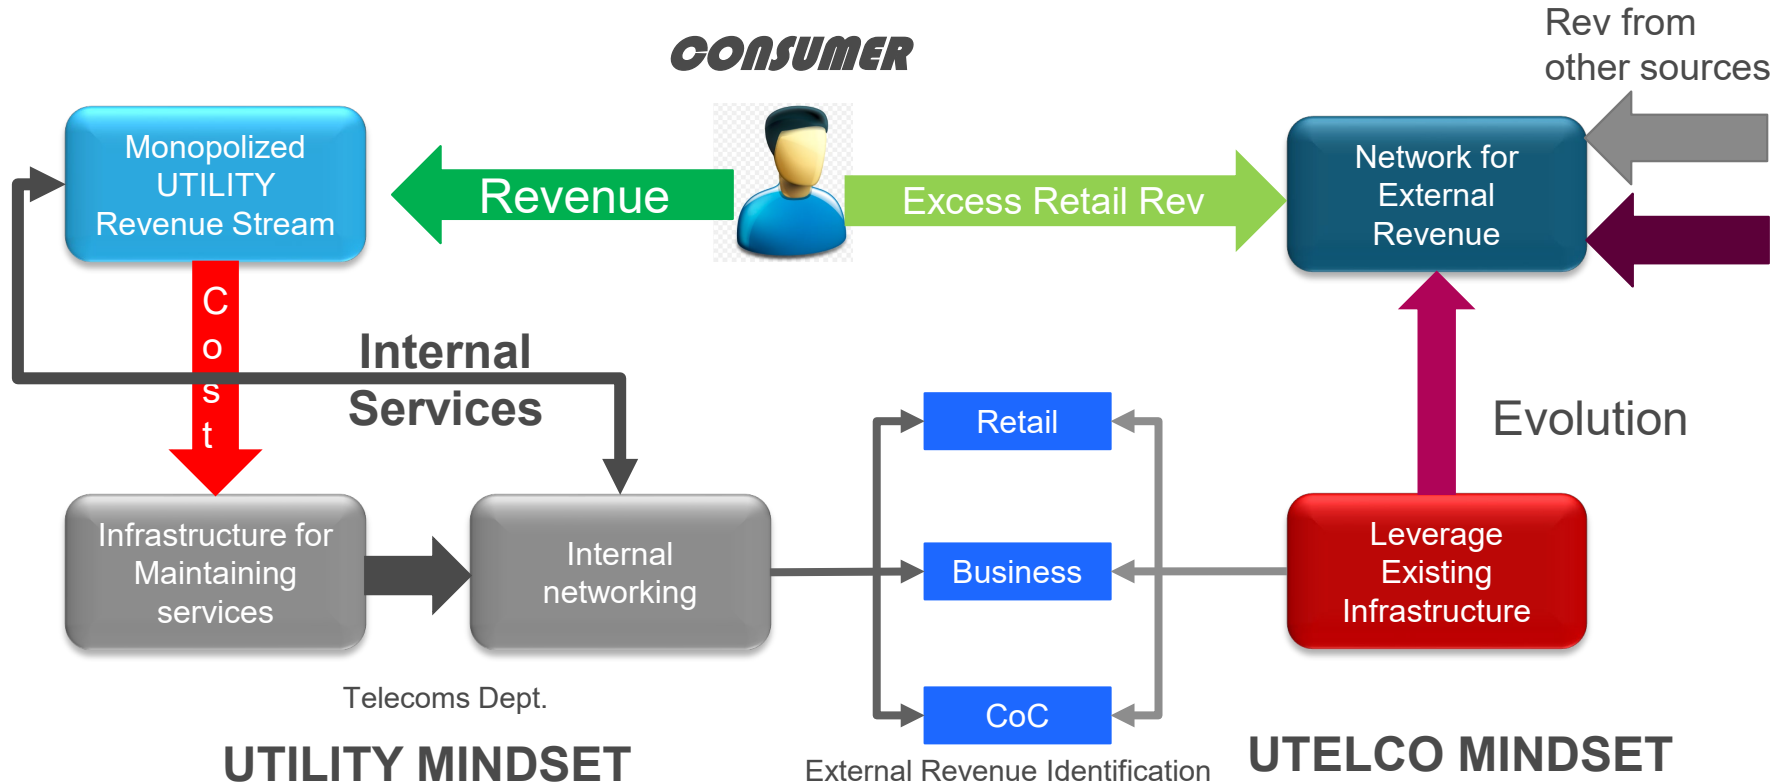 CONSUMER
Rev from
other sources
Monopolized
UTILITY
Revenue Stream
Revenue
Excess Retail Rev
Network for
External
Revenue
Cost
Internal
Services
Evolution
Retail
Business
CoC
Infrastructure for
Maintaining
services
Internal
networking
Leverage
Existing
Infrastructure
Telecoms Dept.
UTILITY MINDSET
External Revenue Identification
UTELCO MINDSET